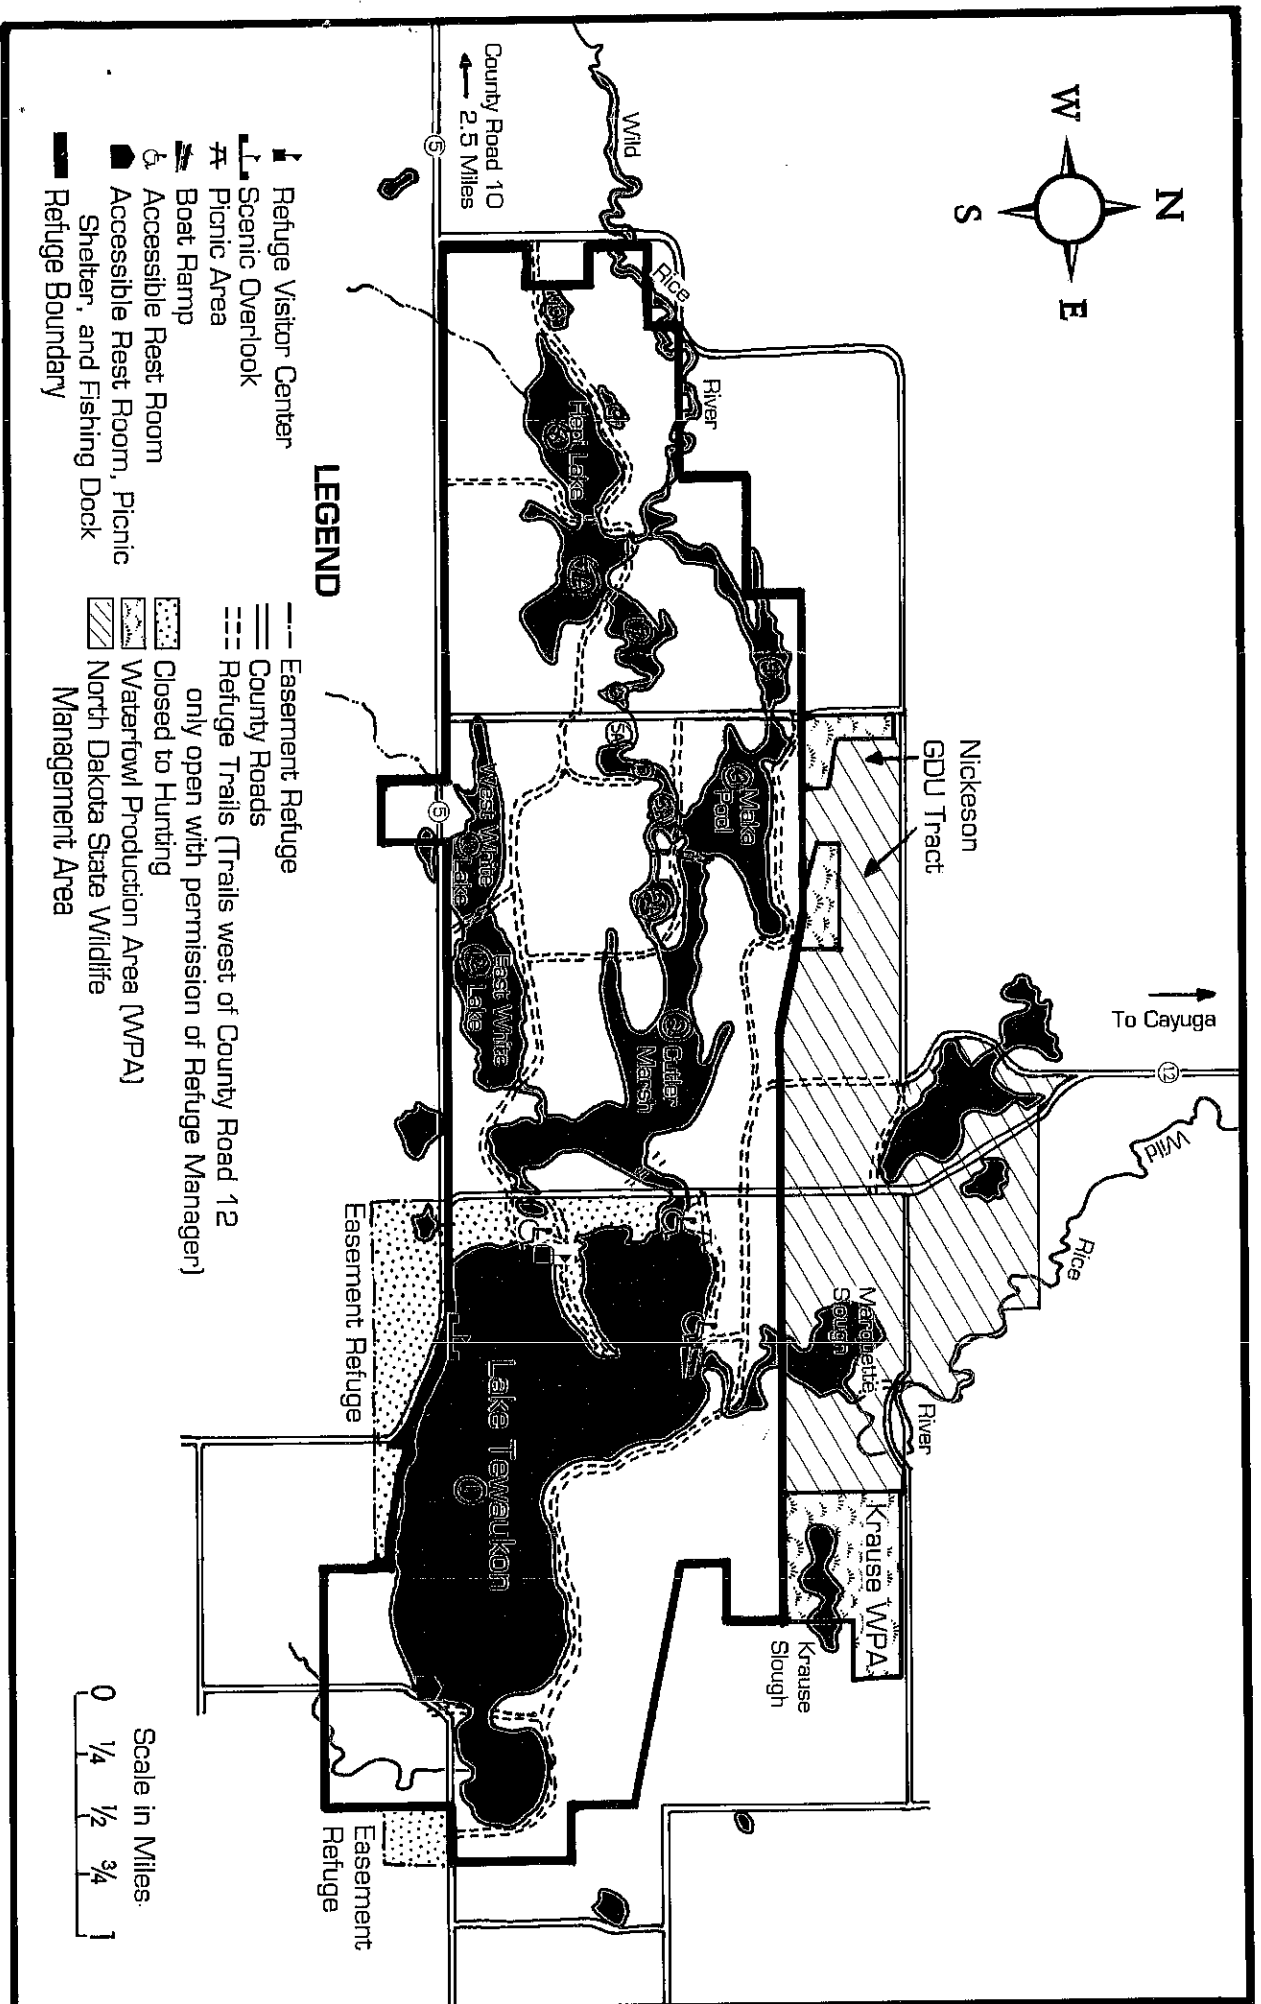 N
W
E
S
To Cayuga
12
Wild
Rice
River
County Road 10
2.5 Miles
Wild
Rice
River
Nickeson
GDU Tract
Marquette
Slough
Krause WPA
Krause
Slough
Maka
Pool
Hepi Lake
Cutler
Marsh
West White
Lake
East White
Lake
Lake Tewaukon
5
5
Easement Refuge
Easement
Refuge
LEGEND
Refuge Visitor Center
Scenic Overlook
Picnic Area
Boat Ramp
Accessible Rest Room
Accessible Rest Room, Picnic
Shelter, and Fishing Dock
Refuge Boundary
Easement Refuge
County Roads
Refuge Trails (Trails west of County Road 12
only open with permission of Refuge Manager)
Closed to Hunting
Waterfowl Production Area (WPA)
North Dakota State Wildlife
Management Area
Scale in Miles
0 1/4 1/2 3/4 1